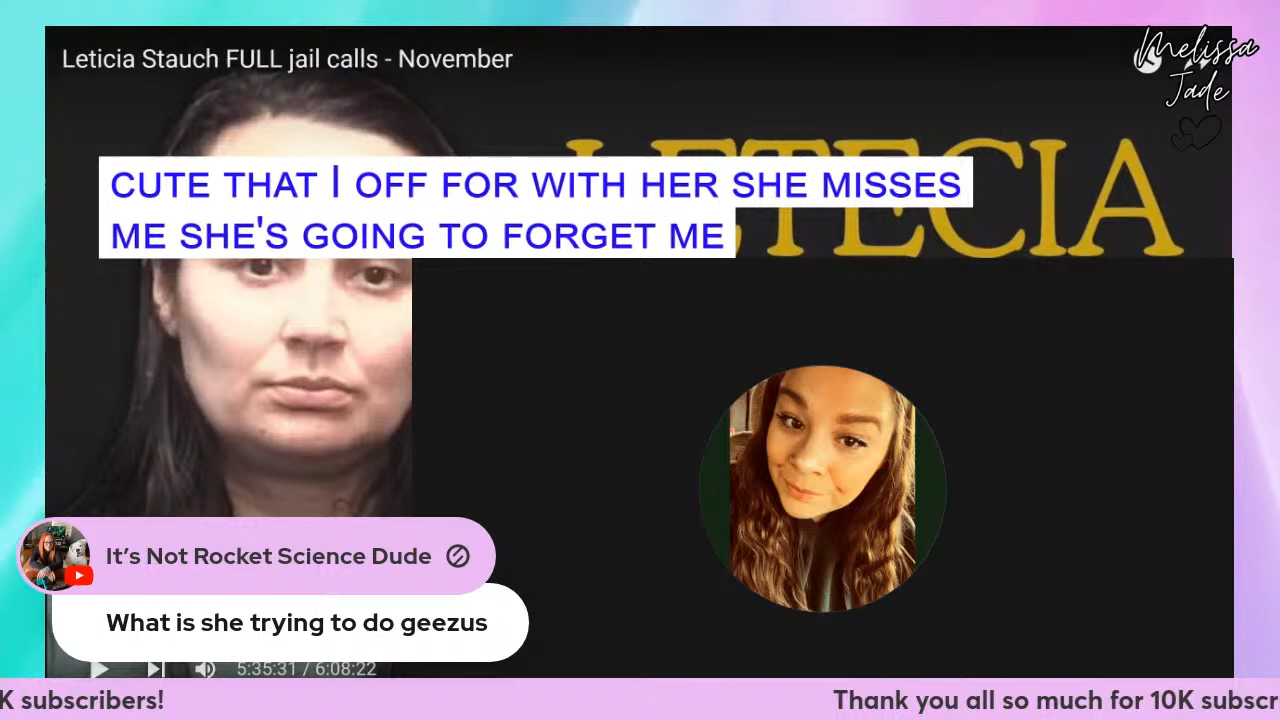 Leticia Stauch FULL jail calls - November
Melissa
Jade
LETECIA
CUTE THAT I OFF FOR WITH HER SHE MISSES
ME SHE'S GOING TO FORGET ME
It's Not Rocket Science Dude
What is she trying to do geezus
5:35:31 / 6:08:22
K subscribers!
Thank you all so much for 10K subscr